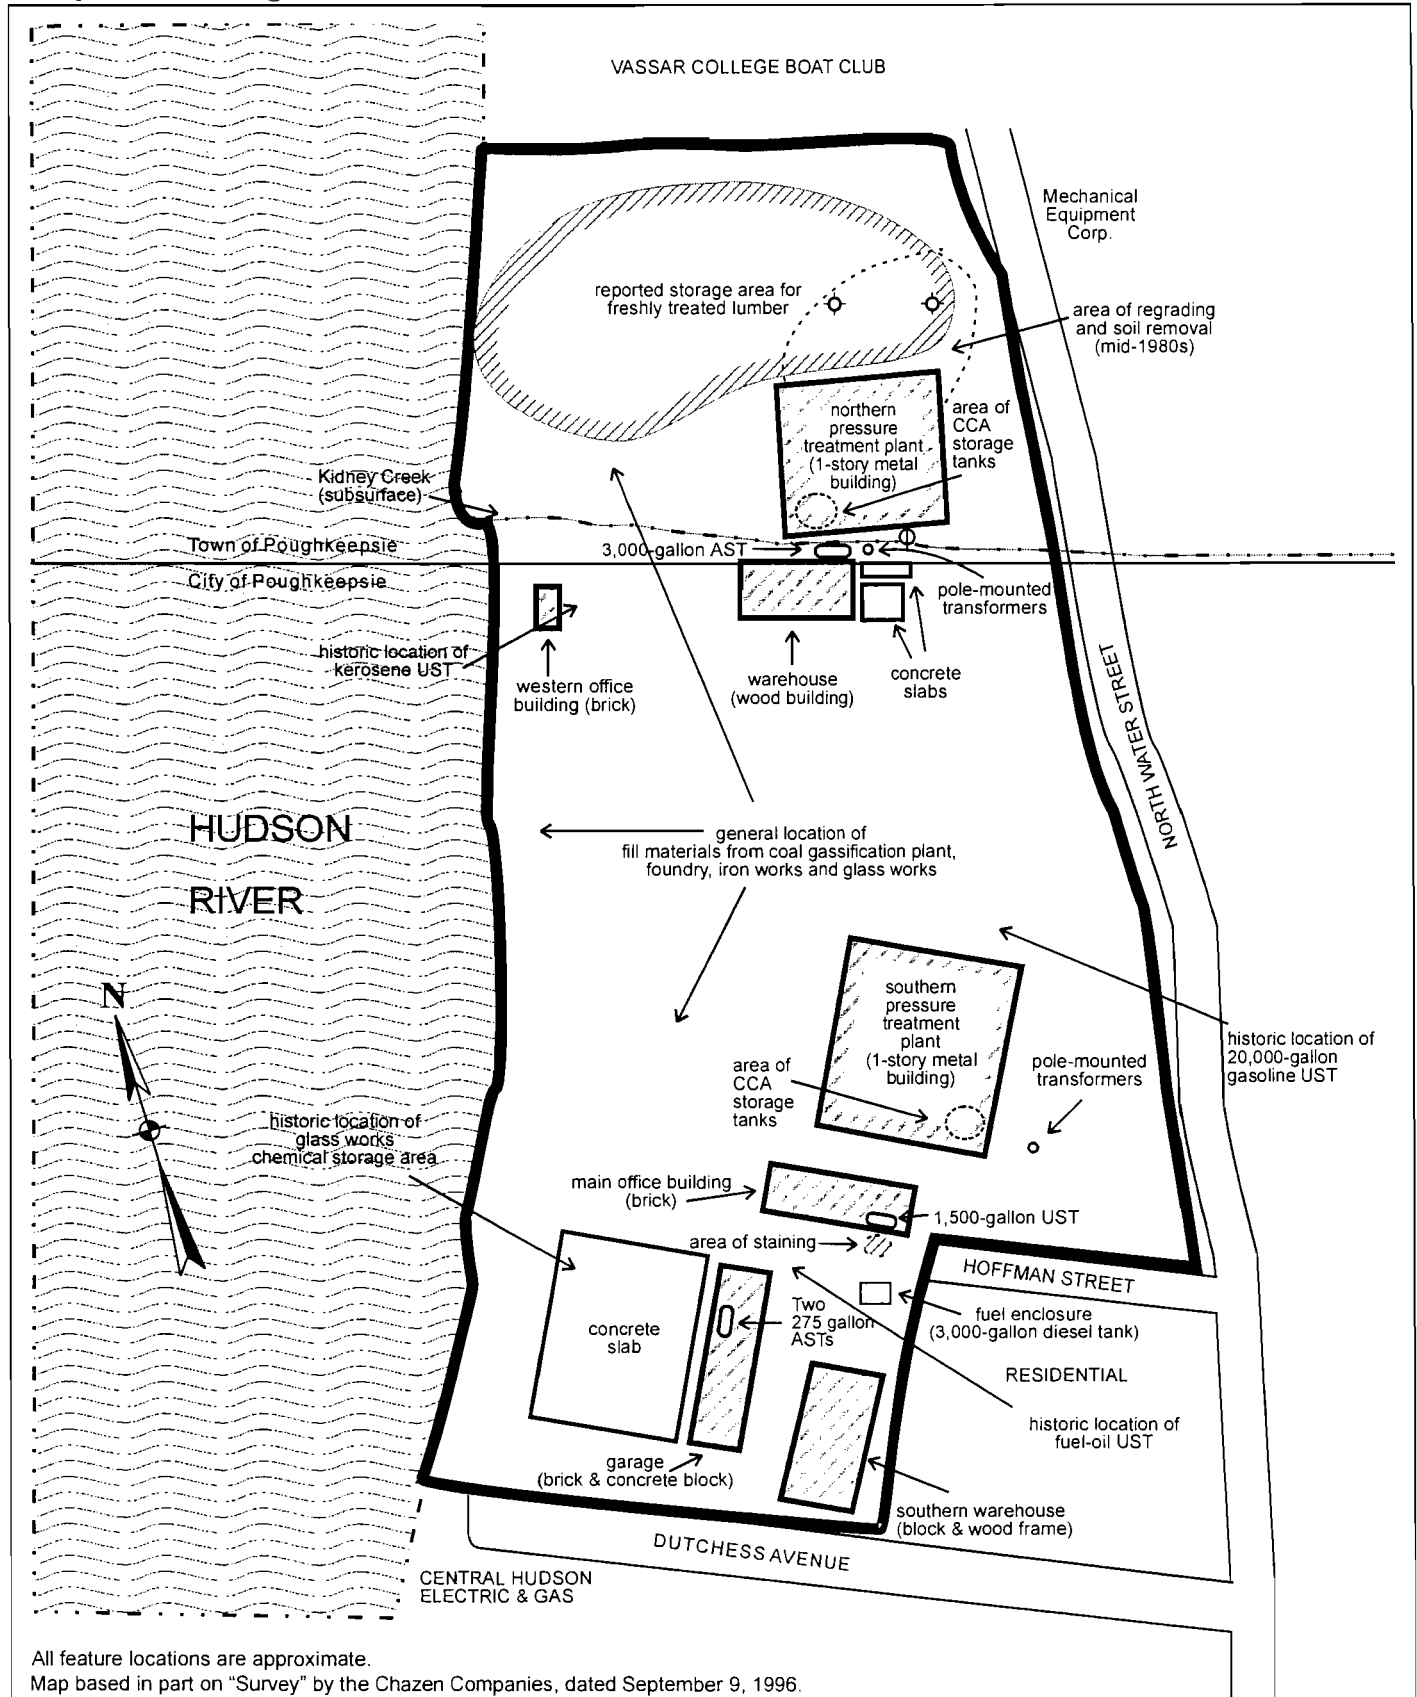 VASSAR COLLEGE BOAT CLUB
Mechanical
Equipment
Corp.
reported storage area for
freshly treated lumber
area of regrading
and soil removal
(mid-1980s)
northern
pressure
treatment plant
(1-story metal
building)
area of
CCA
storage
tanks
Kidney Creek
(subsurface)
Town of Poughkeepsie
3,000-gallon AST
City of Poughkeepsie
pole-mounted
transformers
historic location of
kerosene UST
western office
building (brick)
warehouse
(wood building)
concrete
slabs
NORTH WATER STREET
HUDSON
RIVER
general location of
fill materials from coal gassification plant,
foundry, iron works and glass works
N
southern
pressure
treatment
plant
(1-story metal
building)
area of
CCA
storage
tanks
pole-mounted
transformers
historic location of
20,000-gallon
gasoline UST
historic location of
glass works
chemical storage area
main office building
(brick)
1,500-gallon UST
area of staining
HOFFMAN STREET
concrete
slab
Two
275 gallon
ASTs
fuel enclosure
(3,000-gallon diesel tank)
RESIDENTIAL
historic location of
fuel-oil UST
garage
(brick & concrete block)
southern warehouse
(block & wood frame)
DUTCHESS AVENUE
CENTRAL HUDSON
ELECTRIC & GAS
All feature locations are approximate.
Map based in part on “Survey” by the Chazen Companies, dated September 9, 1996.